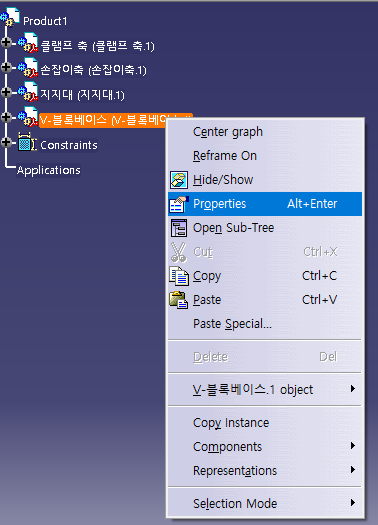 Product1
클램프 축 (클램프 축.1)
손잡이축 (손잡이축.1)
지지대 (지지대.1)
V-블록베이스 (V-블록베이스.1)
Constraints
Applications
Center graph
Reframe On
Hide/Show
Properties Alt+Enter
Open Sub-Tree
Cut Ctrl+X
Copy Ctrl+C
Paste Ctrl+V
Paste Special...
Delete Del
V-블록베이스.1 object
Copy Instance
Components
Representations
Selection Mode